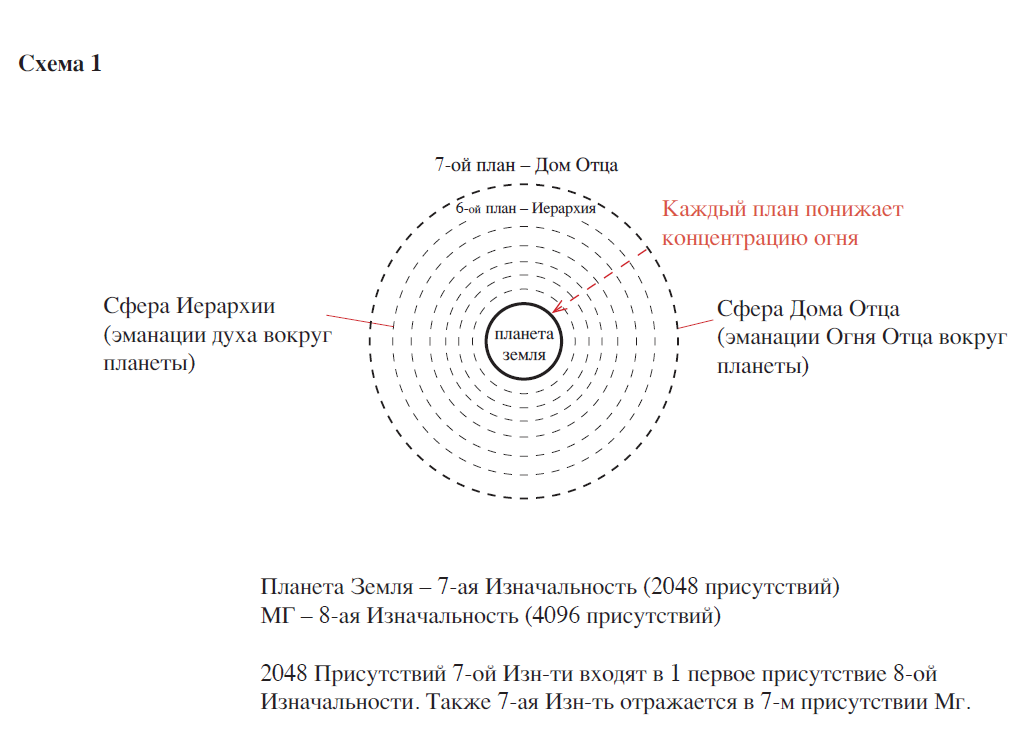 Схема 1
7-ой план – Дом Отца
6-ой план – Иерархия
Каждый план понижает
концентрацию огня
Сфера Иерархии
(эманации духа вокруг
планеты)
планета
земля
Сфера Дома Отца
(эманации Огня Отца вокруг
планеты)
Планета Земля – 7-ая Изначальность (2048 присутствий)
МГ – 8-ая Изначальность (4096 присутствий)
2048 Присутствий 7-ой Изн-ти входят в 1 первое присутствие 8-ой
Изначальности. Также 7-ая Изн-ть отражается в 7-м присутствии Мг.